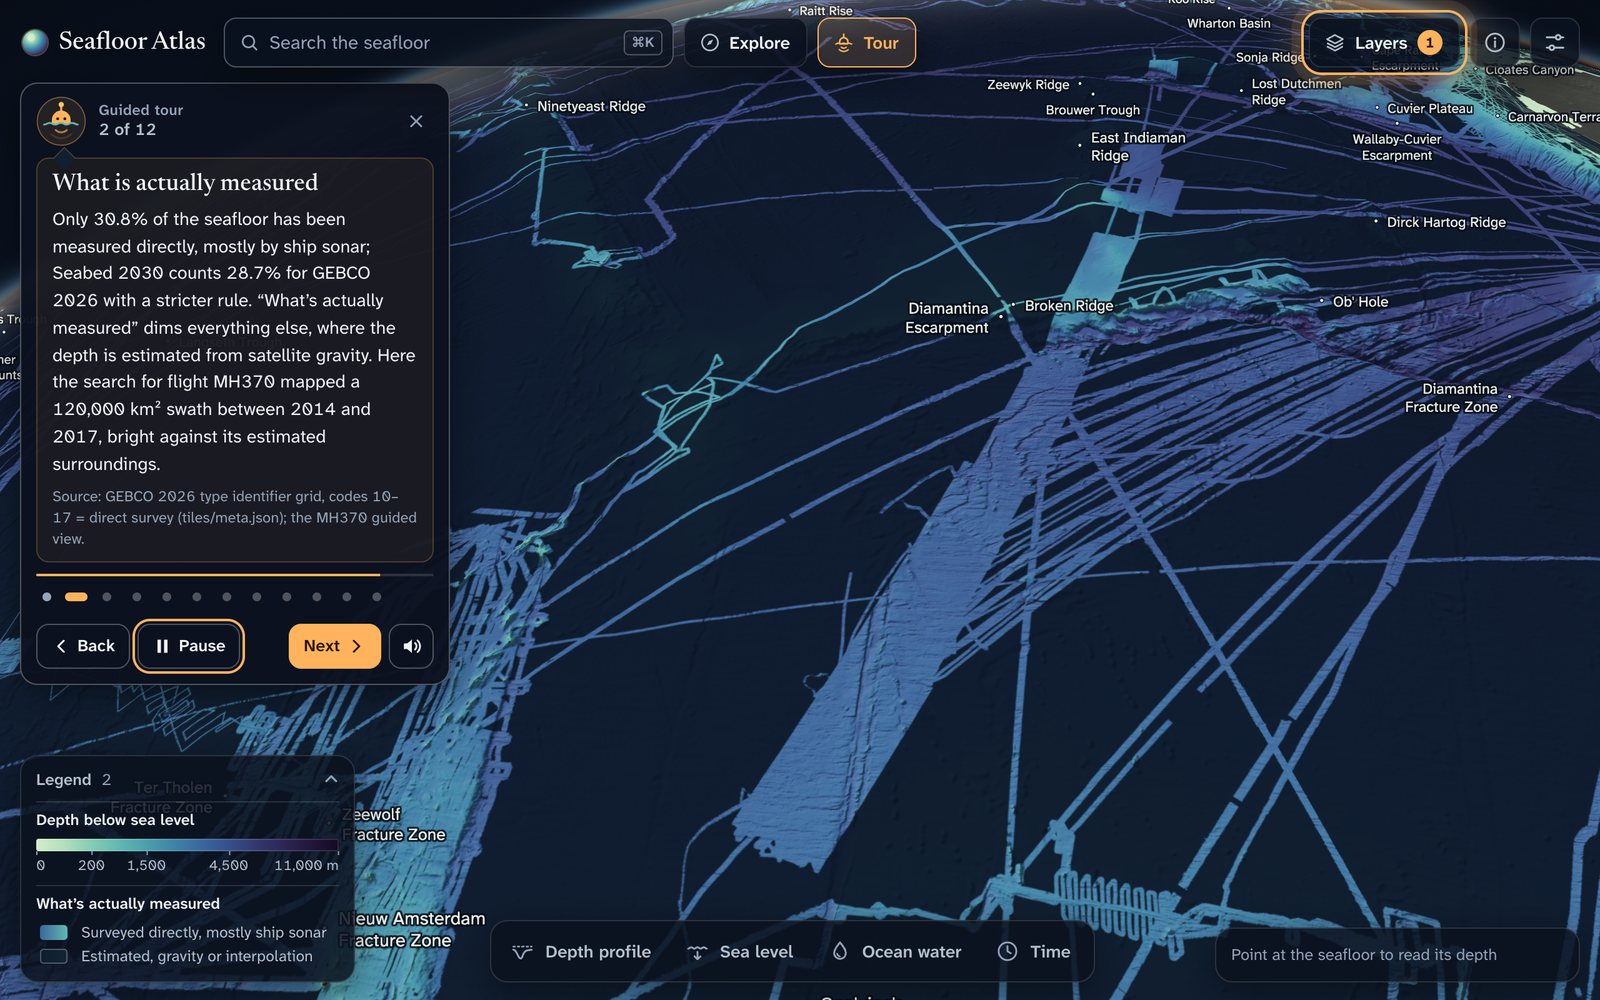 Seafloor Atlas
Search the seafloor
⌘K
Explore
Tour
Layers 1
Guided tour
2 of 12
What is actually measured
Only 30.8% of the seafloor has been
measured directly, mostly by ship sonar;
Seabed 2030 counts 28.7% for GEBCO
2026 with a stricter rule. “What’s actually
measured” dims everything else, where the
depth is estimated from satellite gravity. Here
the search for flight MH370 mapped a
120,000 km² swath between 2014 and
2017, bright against its estimated
surroundings.
Source: GEBCO 2026 type identifier grid, codes 10–
17 = direct survey (tiles/meta.json); the MH370 guided
view.
Back
Pause
Next
Raitt Rise
Wharton Basin
Sonja Ridge
Escarpment
Cloates Canyon
Zeewyk Ridge
Lost Dutchmen
Ridge
Ninetyeast Ridge
Brouwer Trough
Cuvier Plateau
Carnarvon Terra
East Indiaman
Ridge
Wallaby-Cuvier
Escarpment
Dirck Hartog Ridge
Diamantina
Escarpment
Broken Ridge
Ob' Hole
Diamantina
Fracture Zone
Legend 2
Ter Tholen
Fracture Zone
Depth below sea level
0 200 1,500 4,500 11,000 m
What’s actually measured
Surveyed directly, mostly ship sonar
Estimated, gravity or interpolation
Zeewolf
Fracture Zone
Nieuw Amsterdam
Fracture Zone
Depth profile
Sea level
Ocean water
Time
Point at the seafloor to read its depth